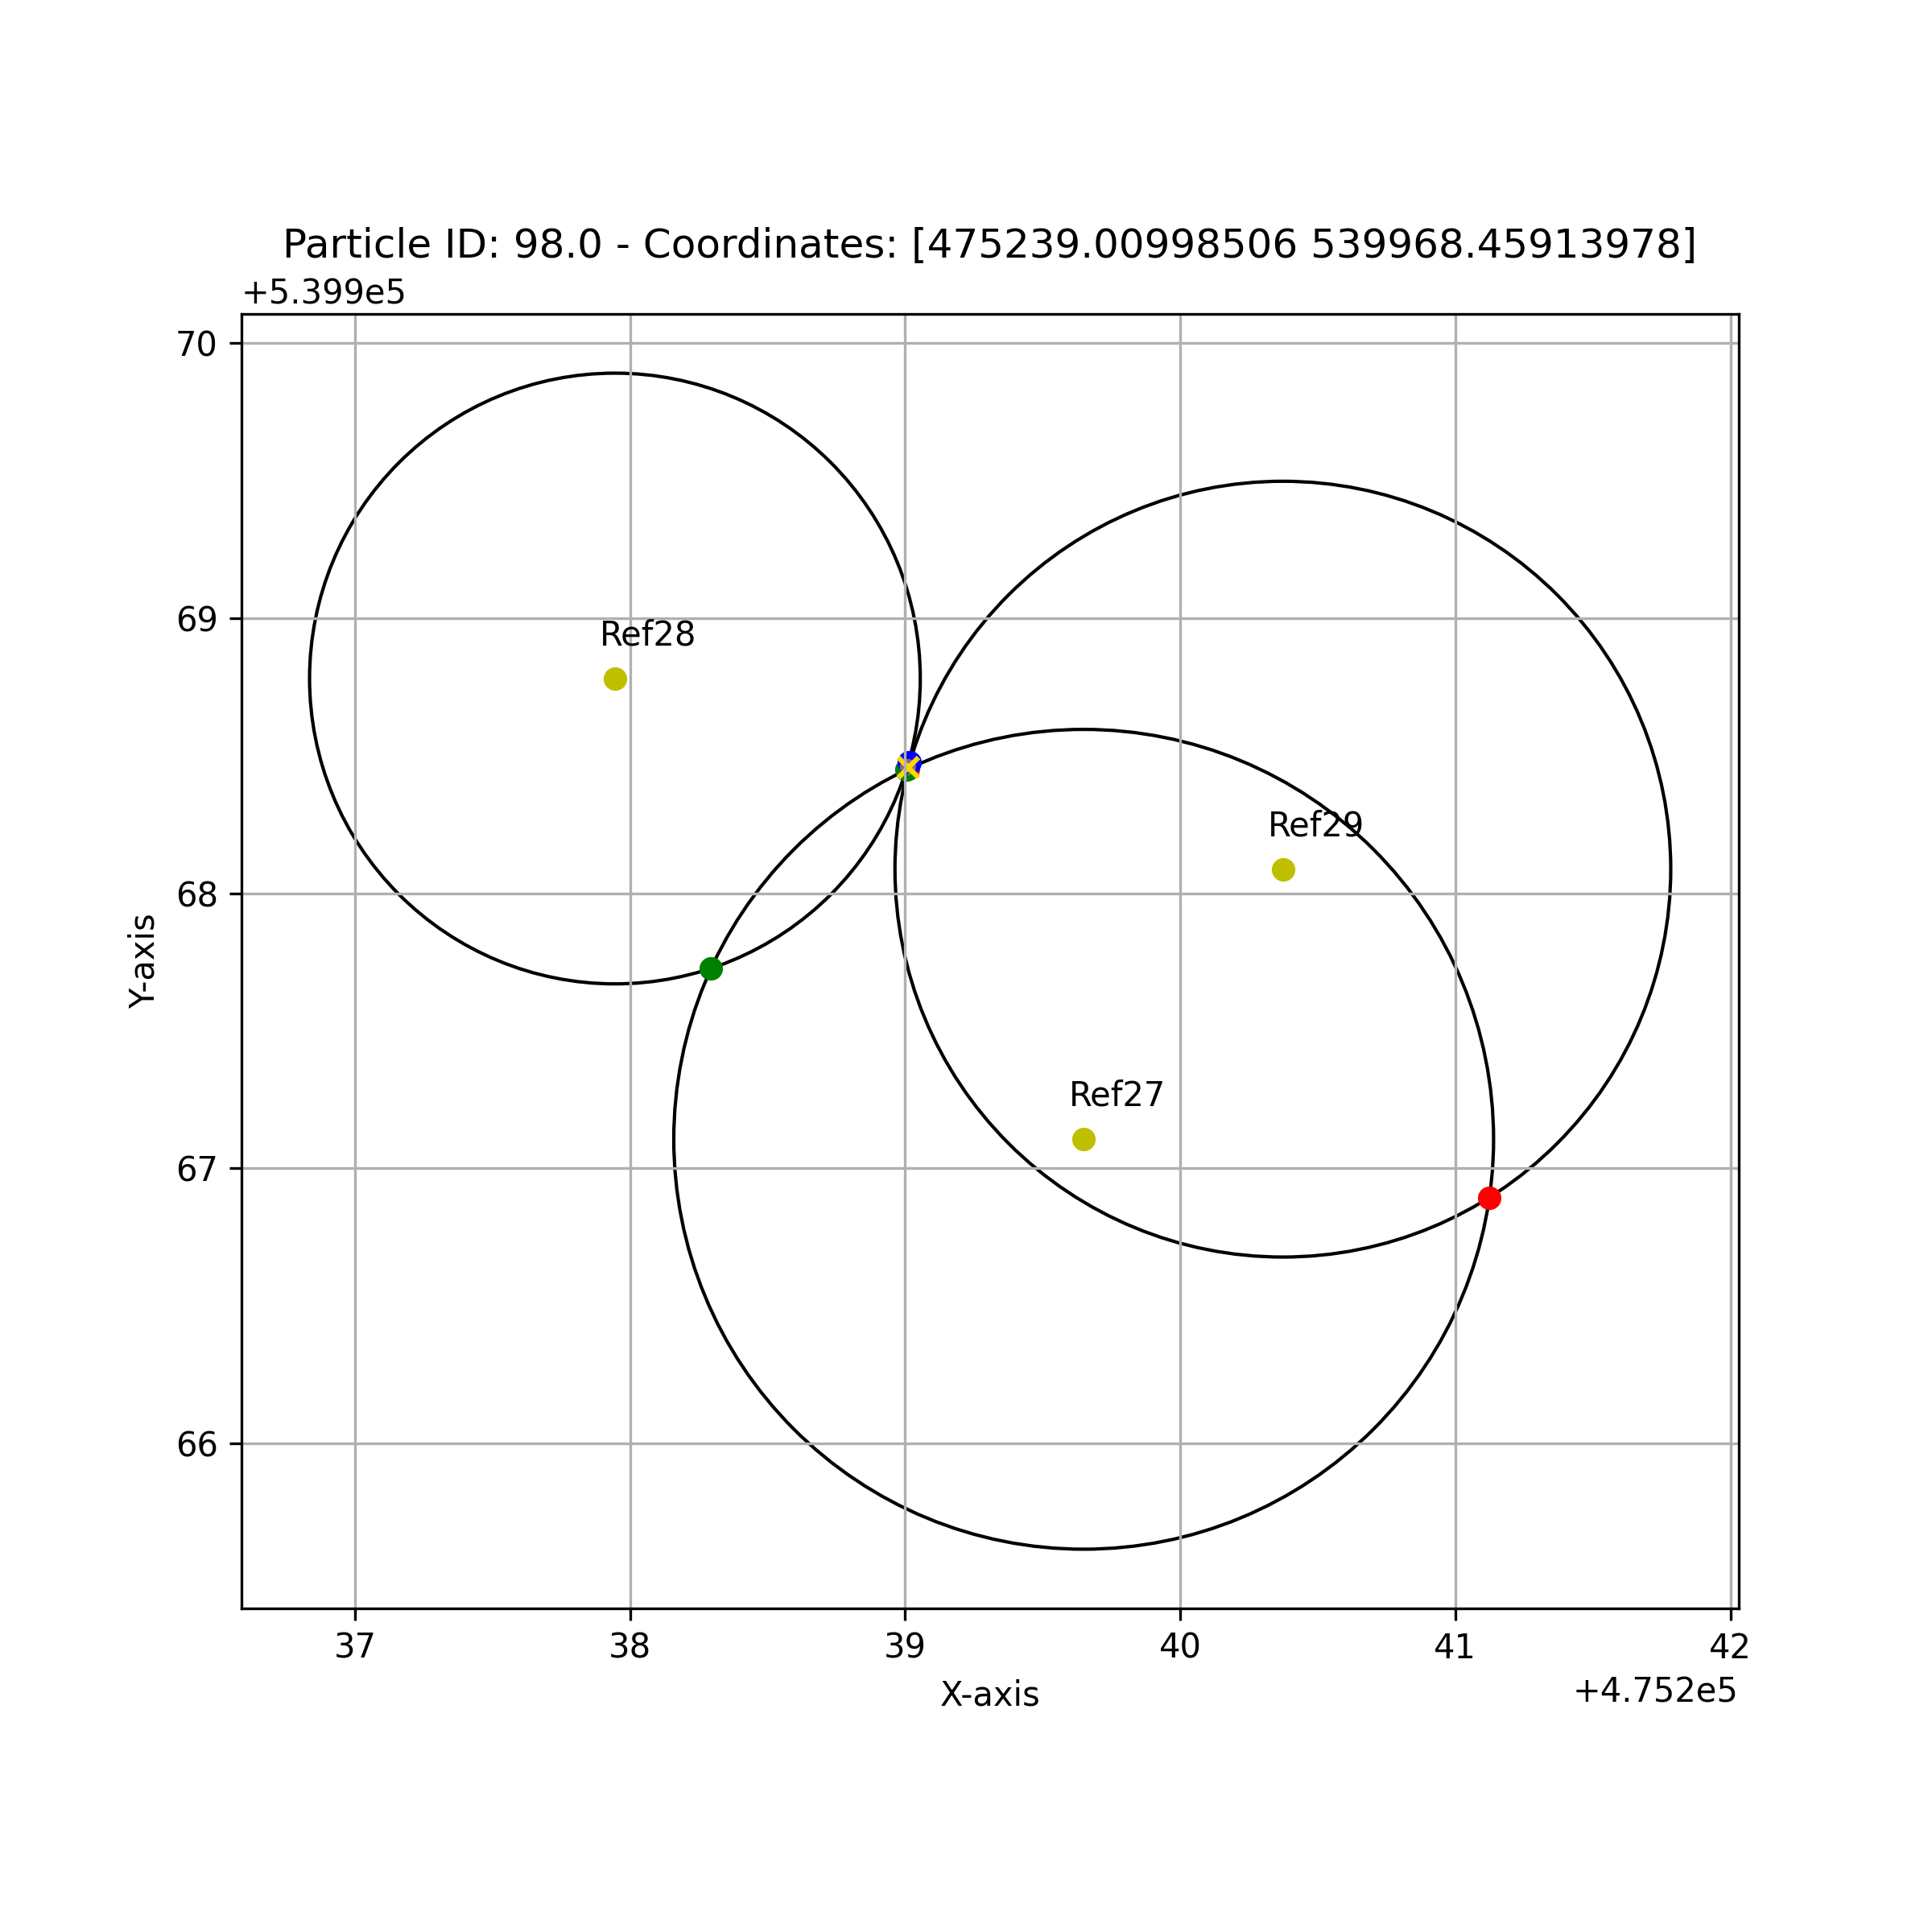 Particle ID: 98.0 - Coordinates: [475239.00998506 539968.45913978]
+5.399e5
70
69
68
67
66
Y-axis
Ref28
Ref29
Ref27
37 38 39 40 41 42
X-axis
+4.752e5